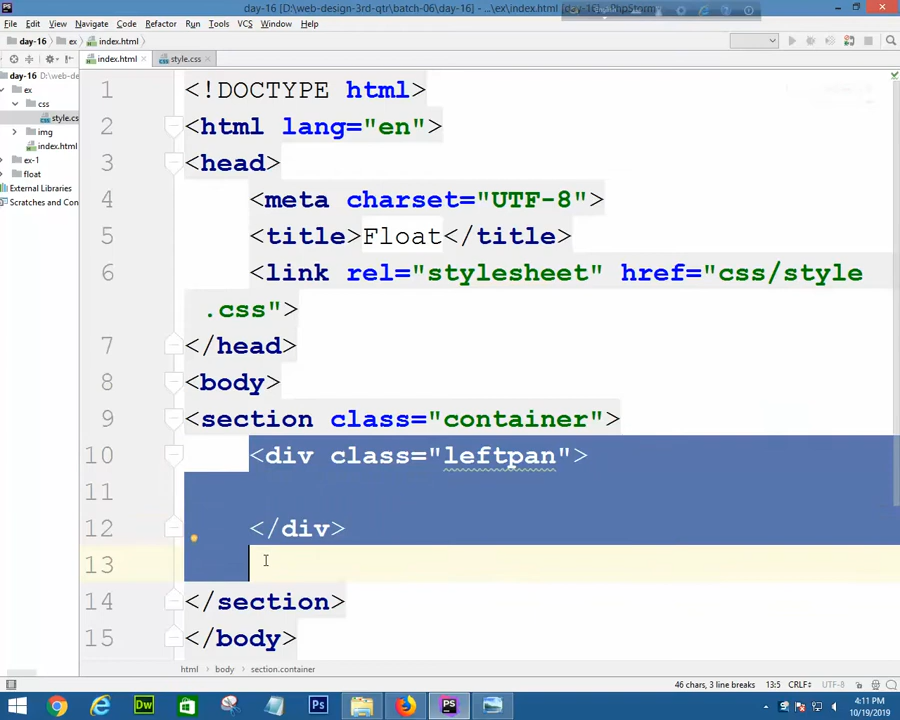 day-16 [D:\web-design-3rd-qtr\batch-06\day-16] - ...\ex\index.html - PhpStorm
File Edit View Navigate Code Refactor Run Tools VCS Window Help
day-16 ex index.html
index.html style.css
day-16 D:\web-de
ex
css
style.cs
img
index.html
ex-1
float
External Libraries
Scratches and Con
1 <!DOCTYPE html>
2 <html lang="en">
3 <head>
4 <meta charset="UTF-8">
5 <title>Float</title>
6 <link rel="stylesheet" href="css/style
.css">
7 </head>
8 <body>
9 <section class="container">
10 <div class="leftpan">
11
12 </div>
13
14 </section>
15 </body>
html body section.container
46 chars, 3 line breaks 13:5 CRLF UTF-8
Dw Ps PS
4:11 PM
10/19/2019